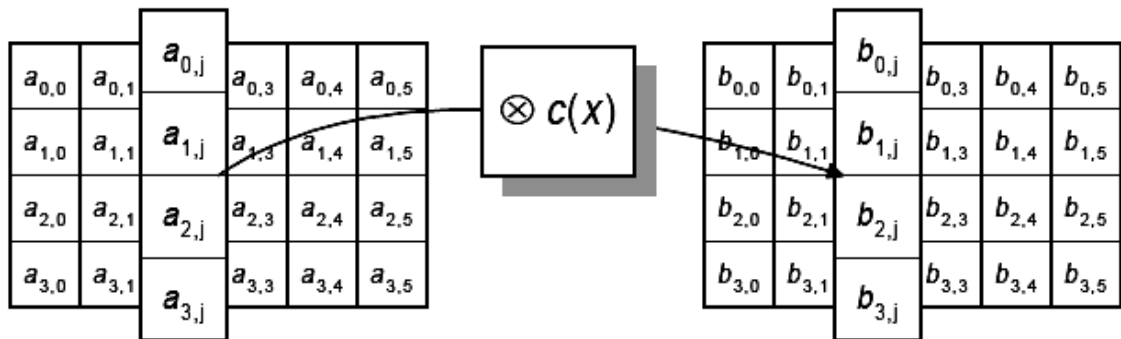 a0,j b0,j
a0,0 a0,1 a0,3 a0,4 a0,5 b0,0 b0,1 b0,3 b0,4 b0,5
⊗ c(x)
a1,0 a1,1 a1,j a1,3 a1,4 a1,5 b1,0 b1,1 b1,j b1,3 b1,4 b1,5
a2,0 a2,1 a2,j a2,3 a2,4 a2,5 b2,0 b2,1 b2,j b2,3 b2,4 b2,5
a3,0 a3,1 a3,3 a3,4 a3,5 b3,0 b3,1 b3,3 b3,4 b3,5
a3,j b3,j